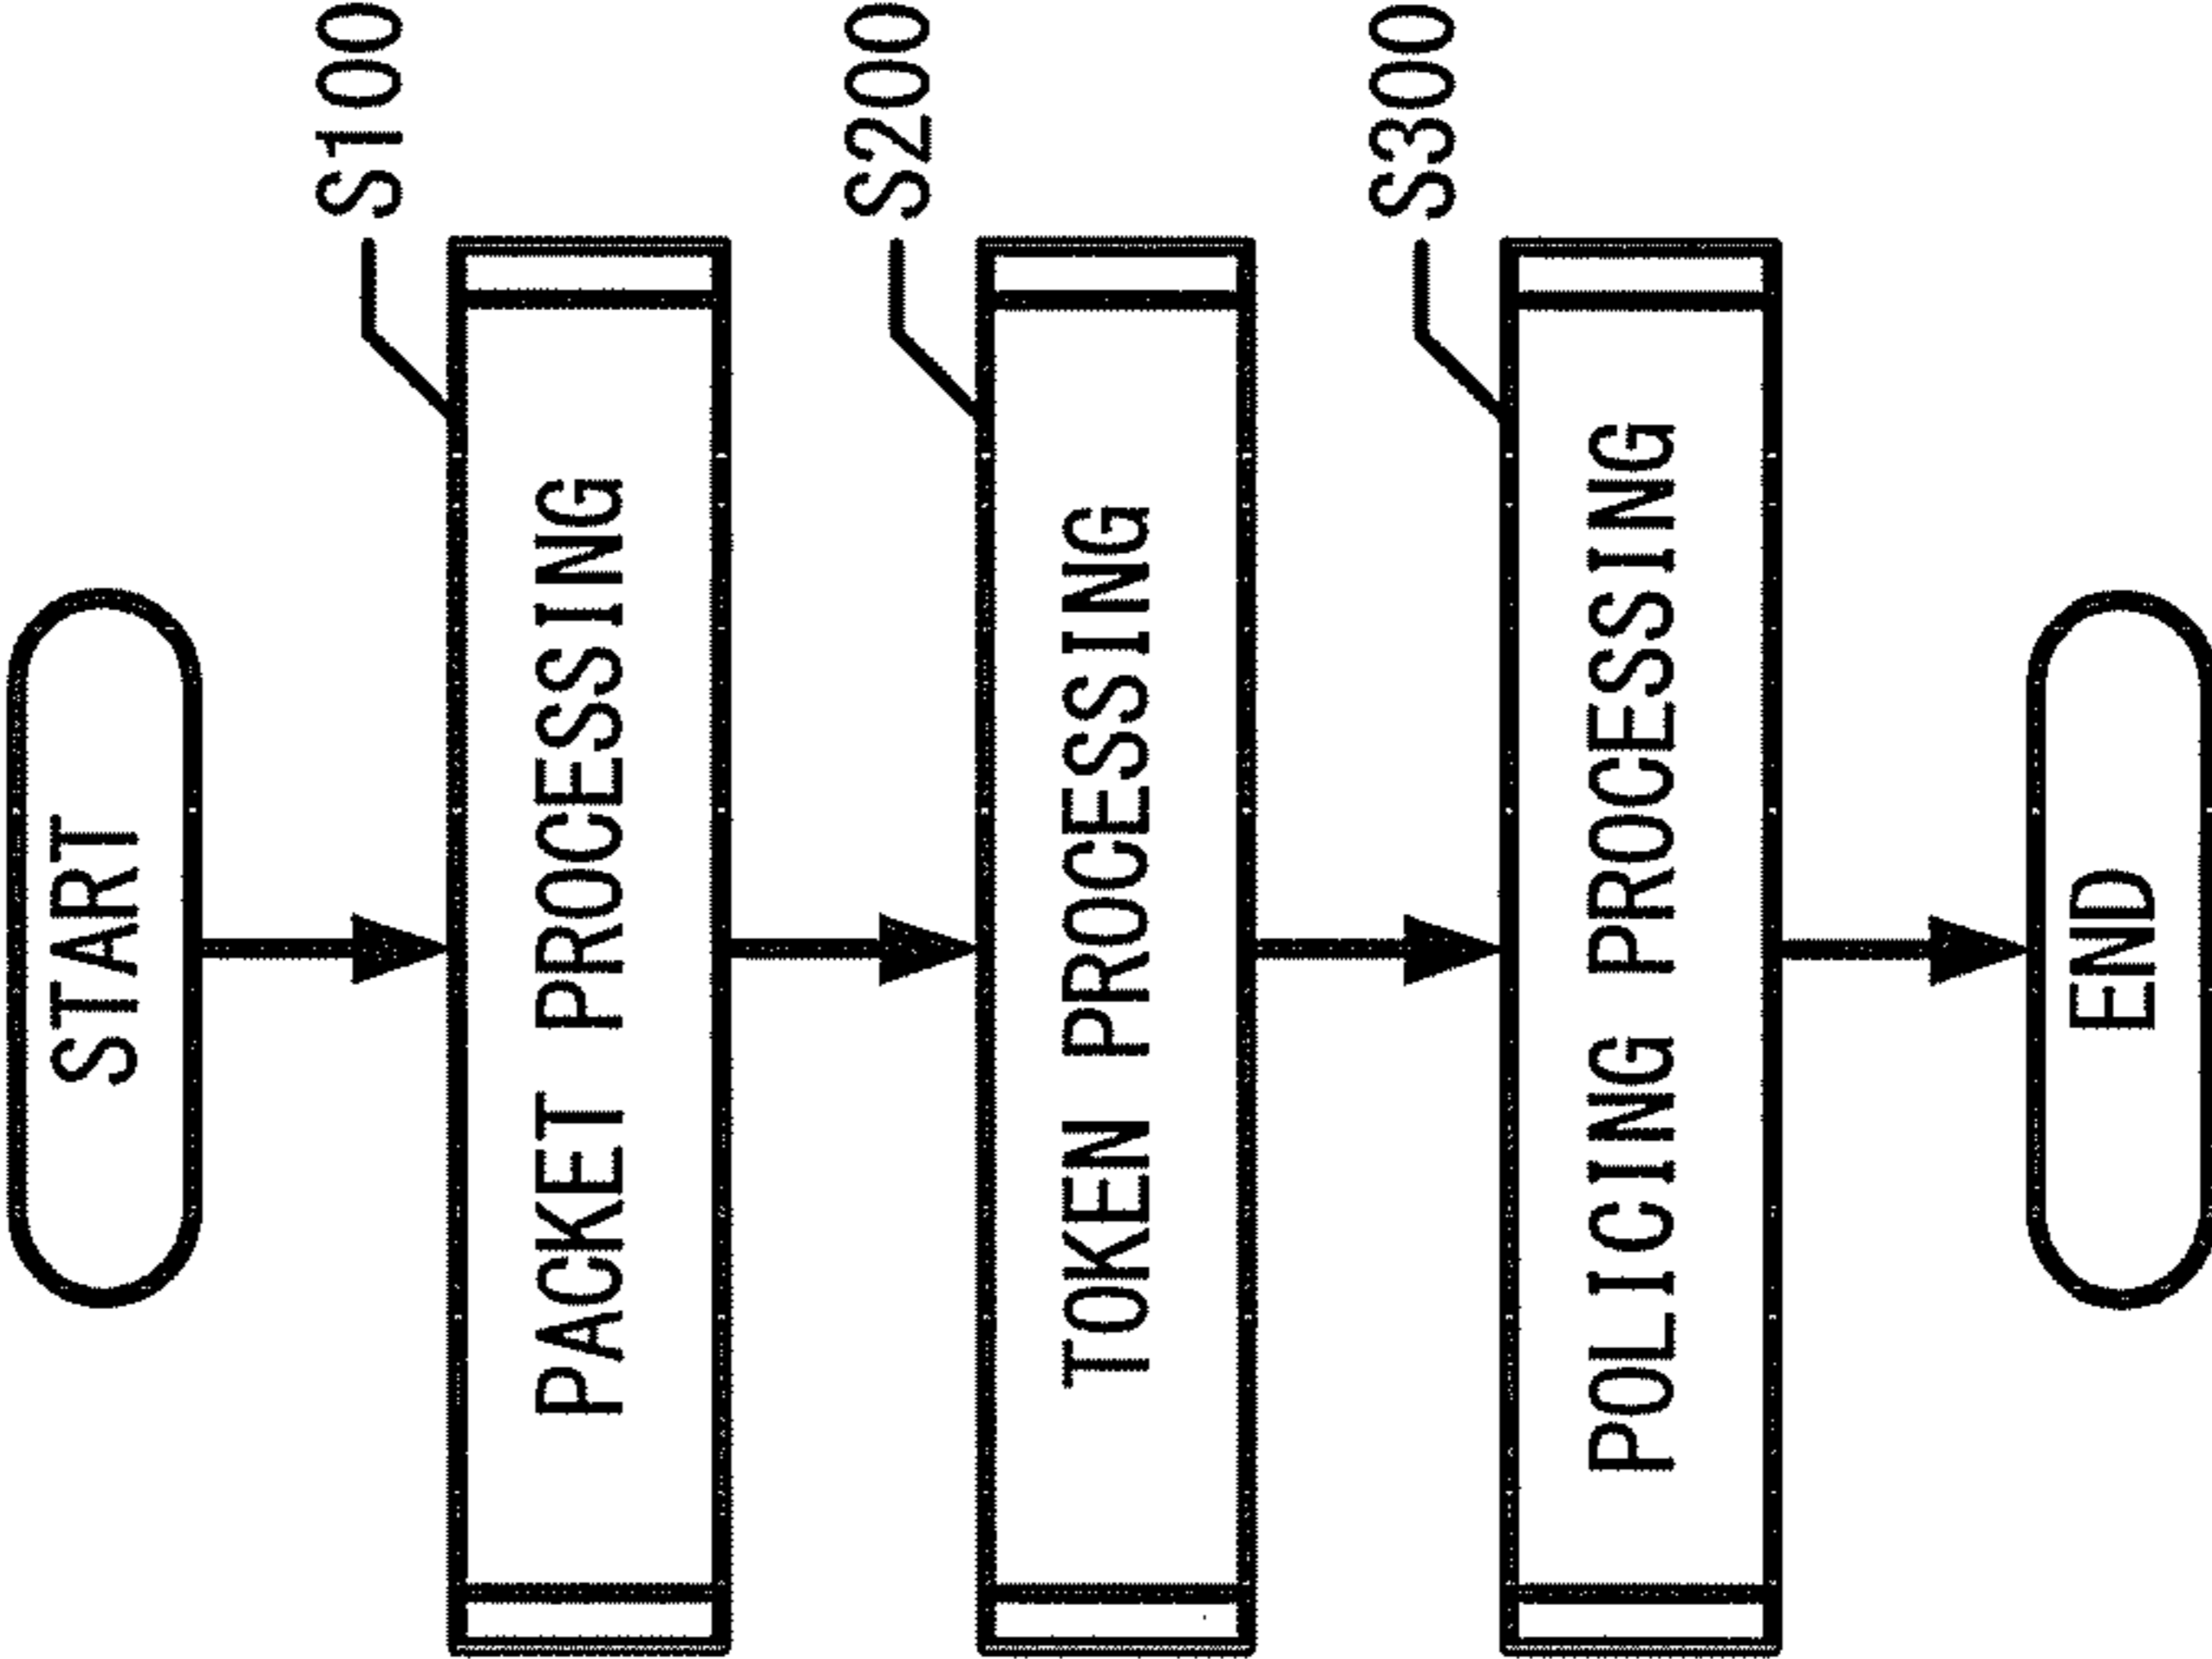 START
S100
PACKET PROCESSING
S200
TOKEN PROCESSING
S300
POLICING PROCESSING
END